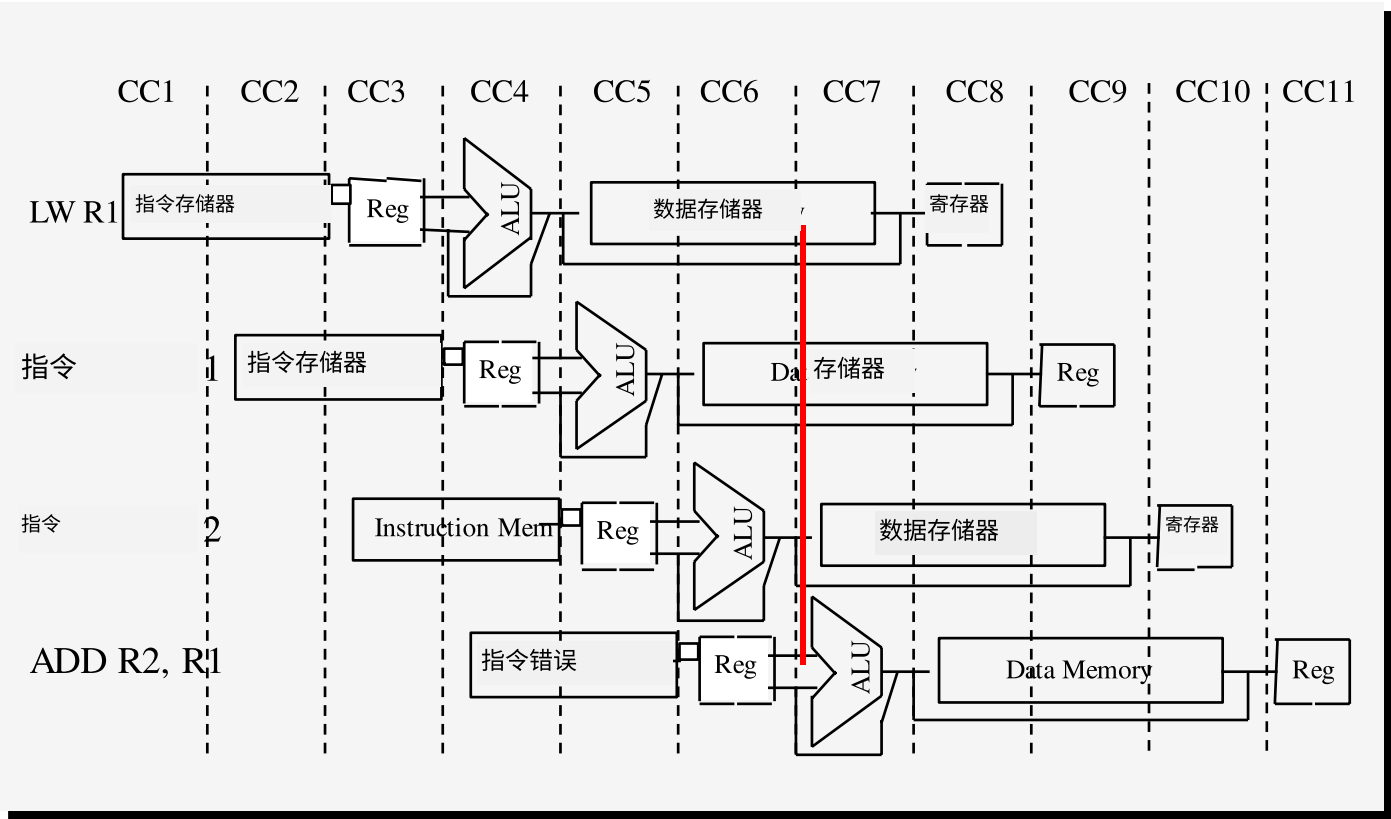 CC1 CC2 CC3 CC4 CC5 CC6 CC7 CC8 CC9 CC10 CC11
LW R1 指令存储器 Reg ALU 数据存储器 寄存器
指令 1 指令存储器 Reg ALU Da 存储器 Reg
指令 2 Instruction Mem Reg ALU 数据存储器 寄存器
ADD R2, R1 指令错误 Reg ALU Data Memory Reg